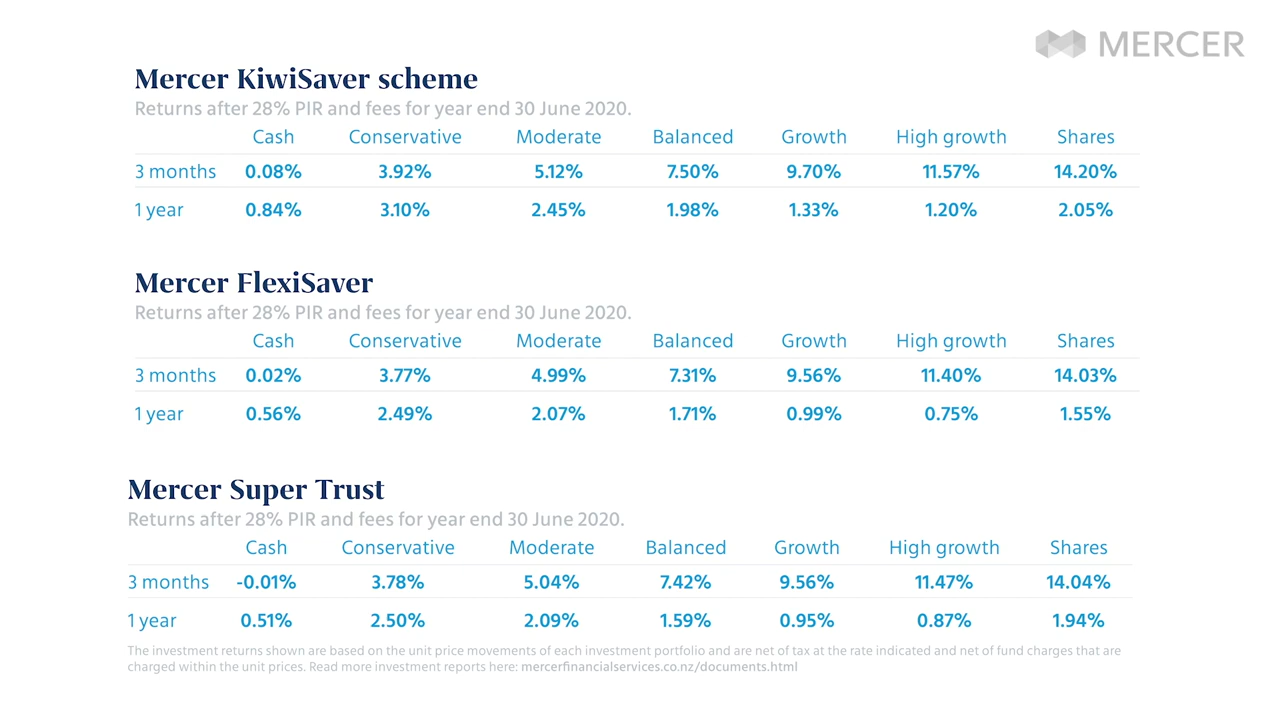 MERCER
Mercer KiwiSaver scheme
Returns after 28% PIR and fees for year end 30 June 2020.
Cash Conservative Moderate Balanced Growth High growth Shares
3 months 0.08% 3.92% 5.12% 7.50% 9.70% 11.57% 14.20%
1 year 0.84% 3.10% 2.45% 1.98% 1.33% 1.20% 2.05%
Mercer FlexiSaver
Returns after 28% PIR and fees for year end 30 June 2020.
Cash Conservative Moderate Balanced Growth High growth Shares
3 months 0.02% 3.77% 4.99% 7.31% 9.56% 11.40% 14.03%
1 year 0.56% 2.49% 2.07% 1.71% 0.99% 0.75% 1.55%
Mercer Super Trust
Returns after 28% PIR and fees for year end 30 June 2020.
Cash Conservative Moderate Balanced Growth High growth Shares
3 months -0.01% 3.78% 5.04% 7.42% 9.56% 11.47% 14.04%
1 year 0.51% 2.50% 2.09% 1.59% 0.95% 0.87% 1.94%
The investment returns shown are based on the unit price movements of each investment portfolio and are net of tax at the rate indicated and net of fund charges that are
charged within the unit prices. Read more investment reports here: mercerfinancialservices.co.nz/documents.html